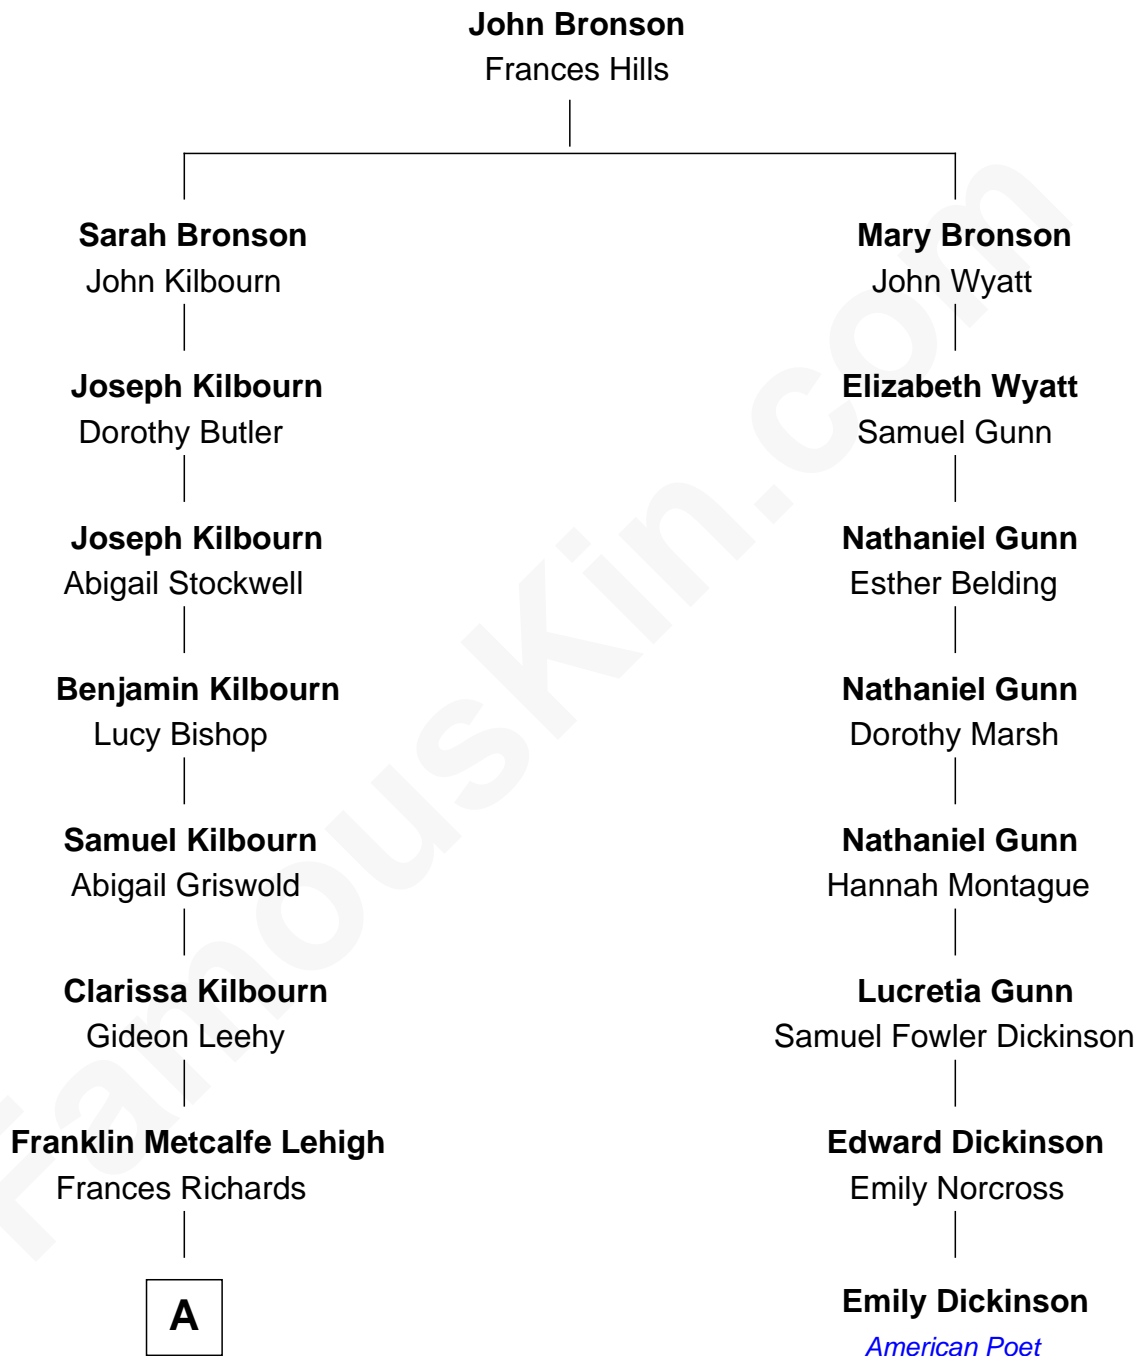 John Bronson
Frances Hills
Sarah Bronson
John Kilbourn
Mary Bronson
John Wyatt
Joseph Kilbourn
Dorothy Butler
Elizabeth Wyatt
Samuel Gunn
Joseph Kilbourn
Abigail Stockwell
Nathaniel Gunn
Esther Belding
Benjamin Kilbourn
Lucy Bishop
Nathaniel Gunn
Dorothy Marsh
Samuel Kilbourn
Abigail Griswold
Nathaniel Gunn
Hannah Montague
Clarissa Kilbourn
Gideon Leehy
Lucretia Gunn
Samuel Fowler Dickinson
Franklin Metcalfe Lehigh
Frances Richards
Edward Dickinson
Emily Norcross
A
Emily Dickinson
American Poet
FamousKin.com